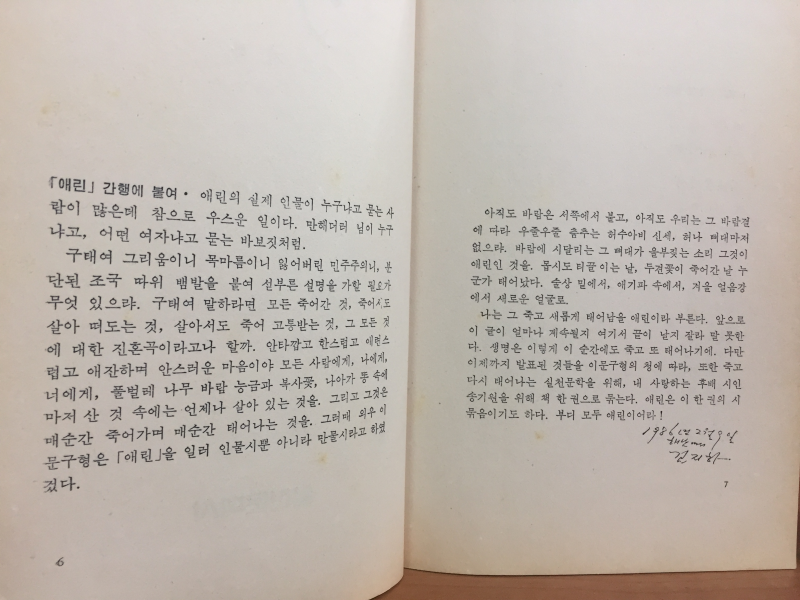 「애린」 간행에 붙여 · 애린의 실제 인물이 누구냐고 묻는 사
람이 많은데 참으로 우스운 일이다. 만해더러 님이 누구
냐고, 어떤 여자냐고 묻는 바보짓처럼.
구태여 그리움이니 목마름이니 잃어버린 민주주의니, 분
단된 조국 따위 뱀발을 붙여 섣부른 설명을 가할 필요가
무엇 있으랴. 구태여 말하라면 모든 죽어간 것, 죽어서도
살아 떠도는 것, 살아서도 죽어 고통받는 것, 그 모든 것
에 대한 진혼곡이라고나 할까. 안타깝고 한스럽고 애련스
럽고 애잔하며 안스러운 마음이야 모든 사람에게, 나에게,
너에게, 풀벌레 나무 바람 능금과 복사꽃, 나아가 똥 속에
마저 산 것 속에는 언제나 살아 있는 것을. 그리고 그것은
매순간 죽어가며 매순간 태어나는 것을. 그러매 외우 이
문구형은 「애린」을 일러 인물시뿐 아니라 만물시라고 하였
겄다.
6
아직도 바람은 서쪽에서 불고, 아직도 우리는 그 바람결
에 따라 우줄우줄 춤추는 허수아비 신세, 허나 뼈대마저
없으랴. 바람에 시달리는 그 뼈대가 울부짖는 소리 그것이
애린인 것을. 몹시도 티끌 이는 날, 두견꽃이 죽어간 날 누
군가 태어났다. 술상 밑에서, 애기파 속에서, 겨울 얼음강
에서 새로운 얼굴로.
나는 그 죽고 새롭게 태어남을 애린이라 부른다. 앞으로
이 글이 얼마나 계속될지 여기서 끝이 날지 잘라 말 못한
다. 생명은 이렇게 이 순간에도 죽고 또 태어나기에. 다만
이제까지 발표된 것들을 이문구형의 청에 따라, 또한 죽고
다시 태어나는 실천문학을 위해, 내 사랑하는 후배 시인
송기원을 위해 책 한 권으로 묶는다. 애린은 이 한 권의 시
묶음이기도 하다. 부디 모두 애린이어라!
1986년 2월 9일
해남에서
김지하
7